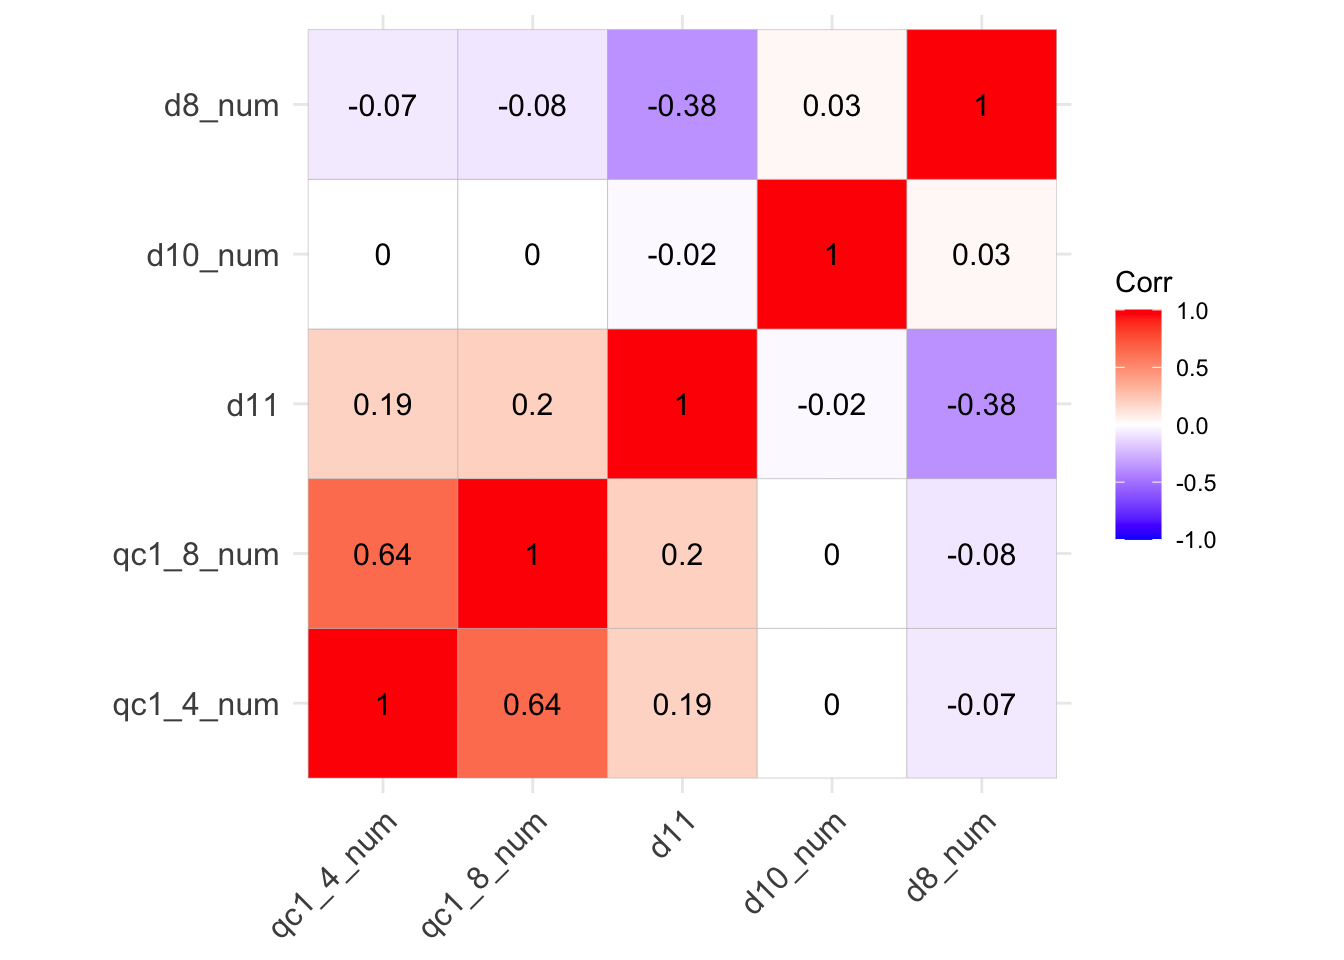 d8_num -0.07 -0.08 -0.38 0.03 1
d10_num 0 0 -0.02 1 0.03
d11 0.19 0.2 1 -0.02 -0.38
qc1_8_num 0.64 1 0.2 0 -0.08
qc1_4_num 1 0.64 0.19 0 -0.07
qc1_4_num qc1_8_num d11 d10_num d8_num
Corr
1.0
0.5
0.0
-0.5
-1.0